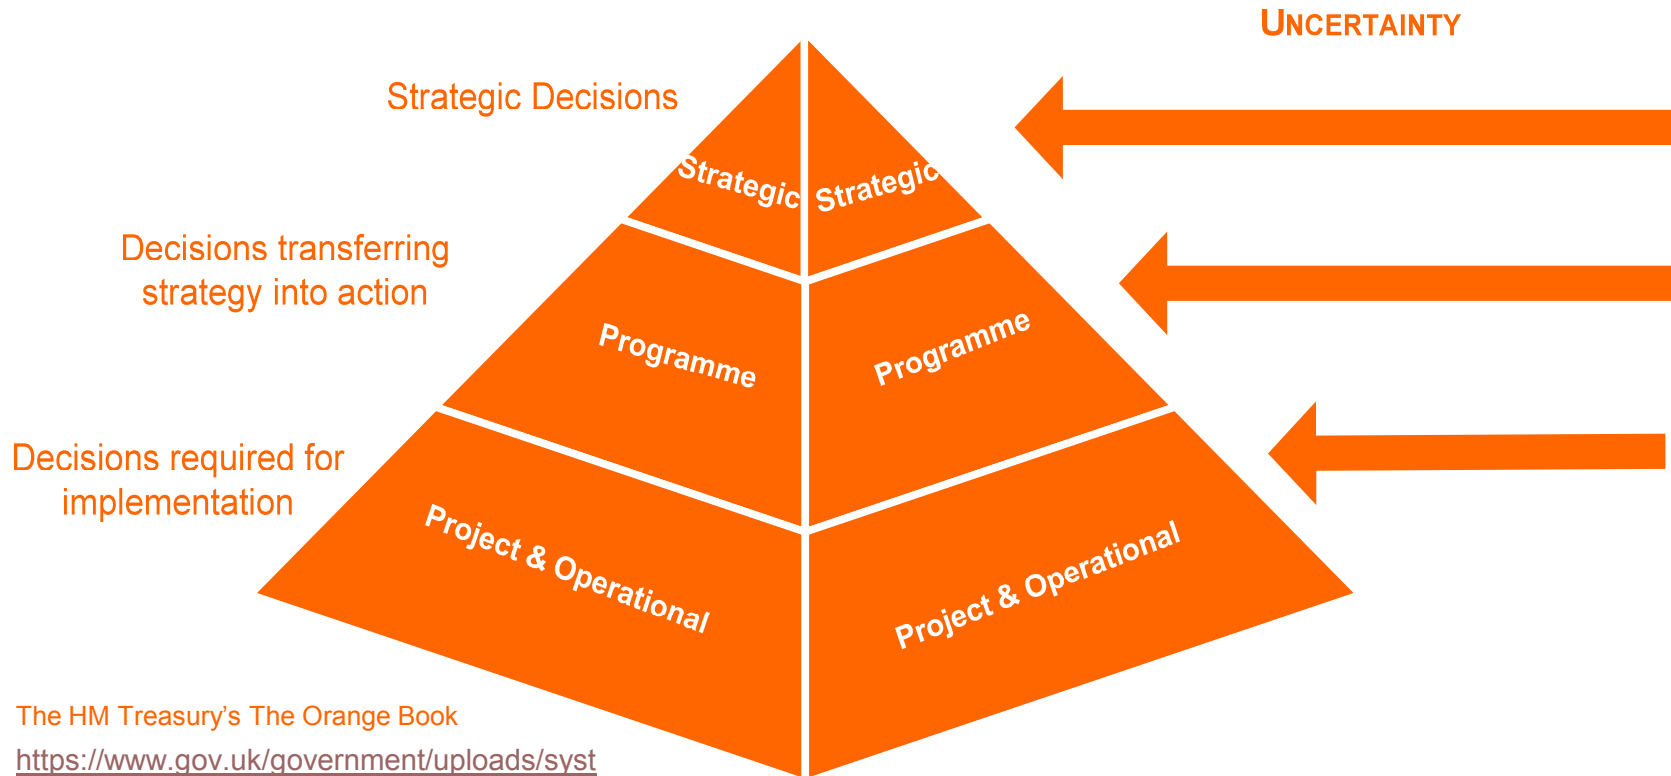 UNCERTAINTY
Strategic Decisions
Strategic
Strategic
Decisions transferring
strategy into action
Programme
Programme
Decisions required for
implementation
Project & Operational
Project & Operational
The HM Treasury’s The Orange Book
https://www.gov.uk/government/uploads/syst